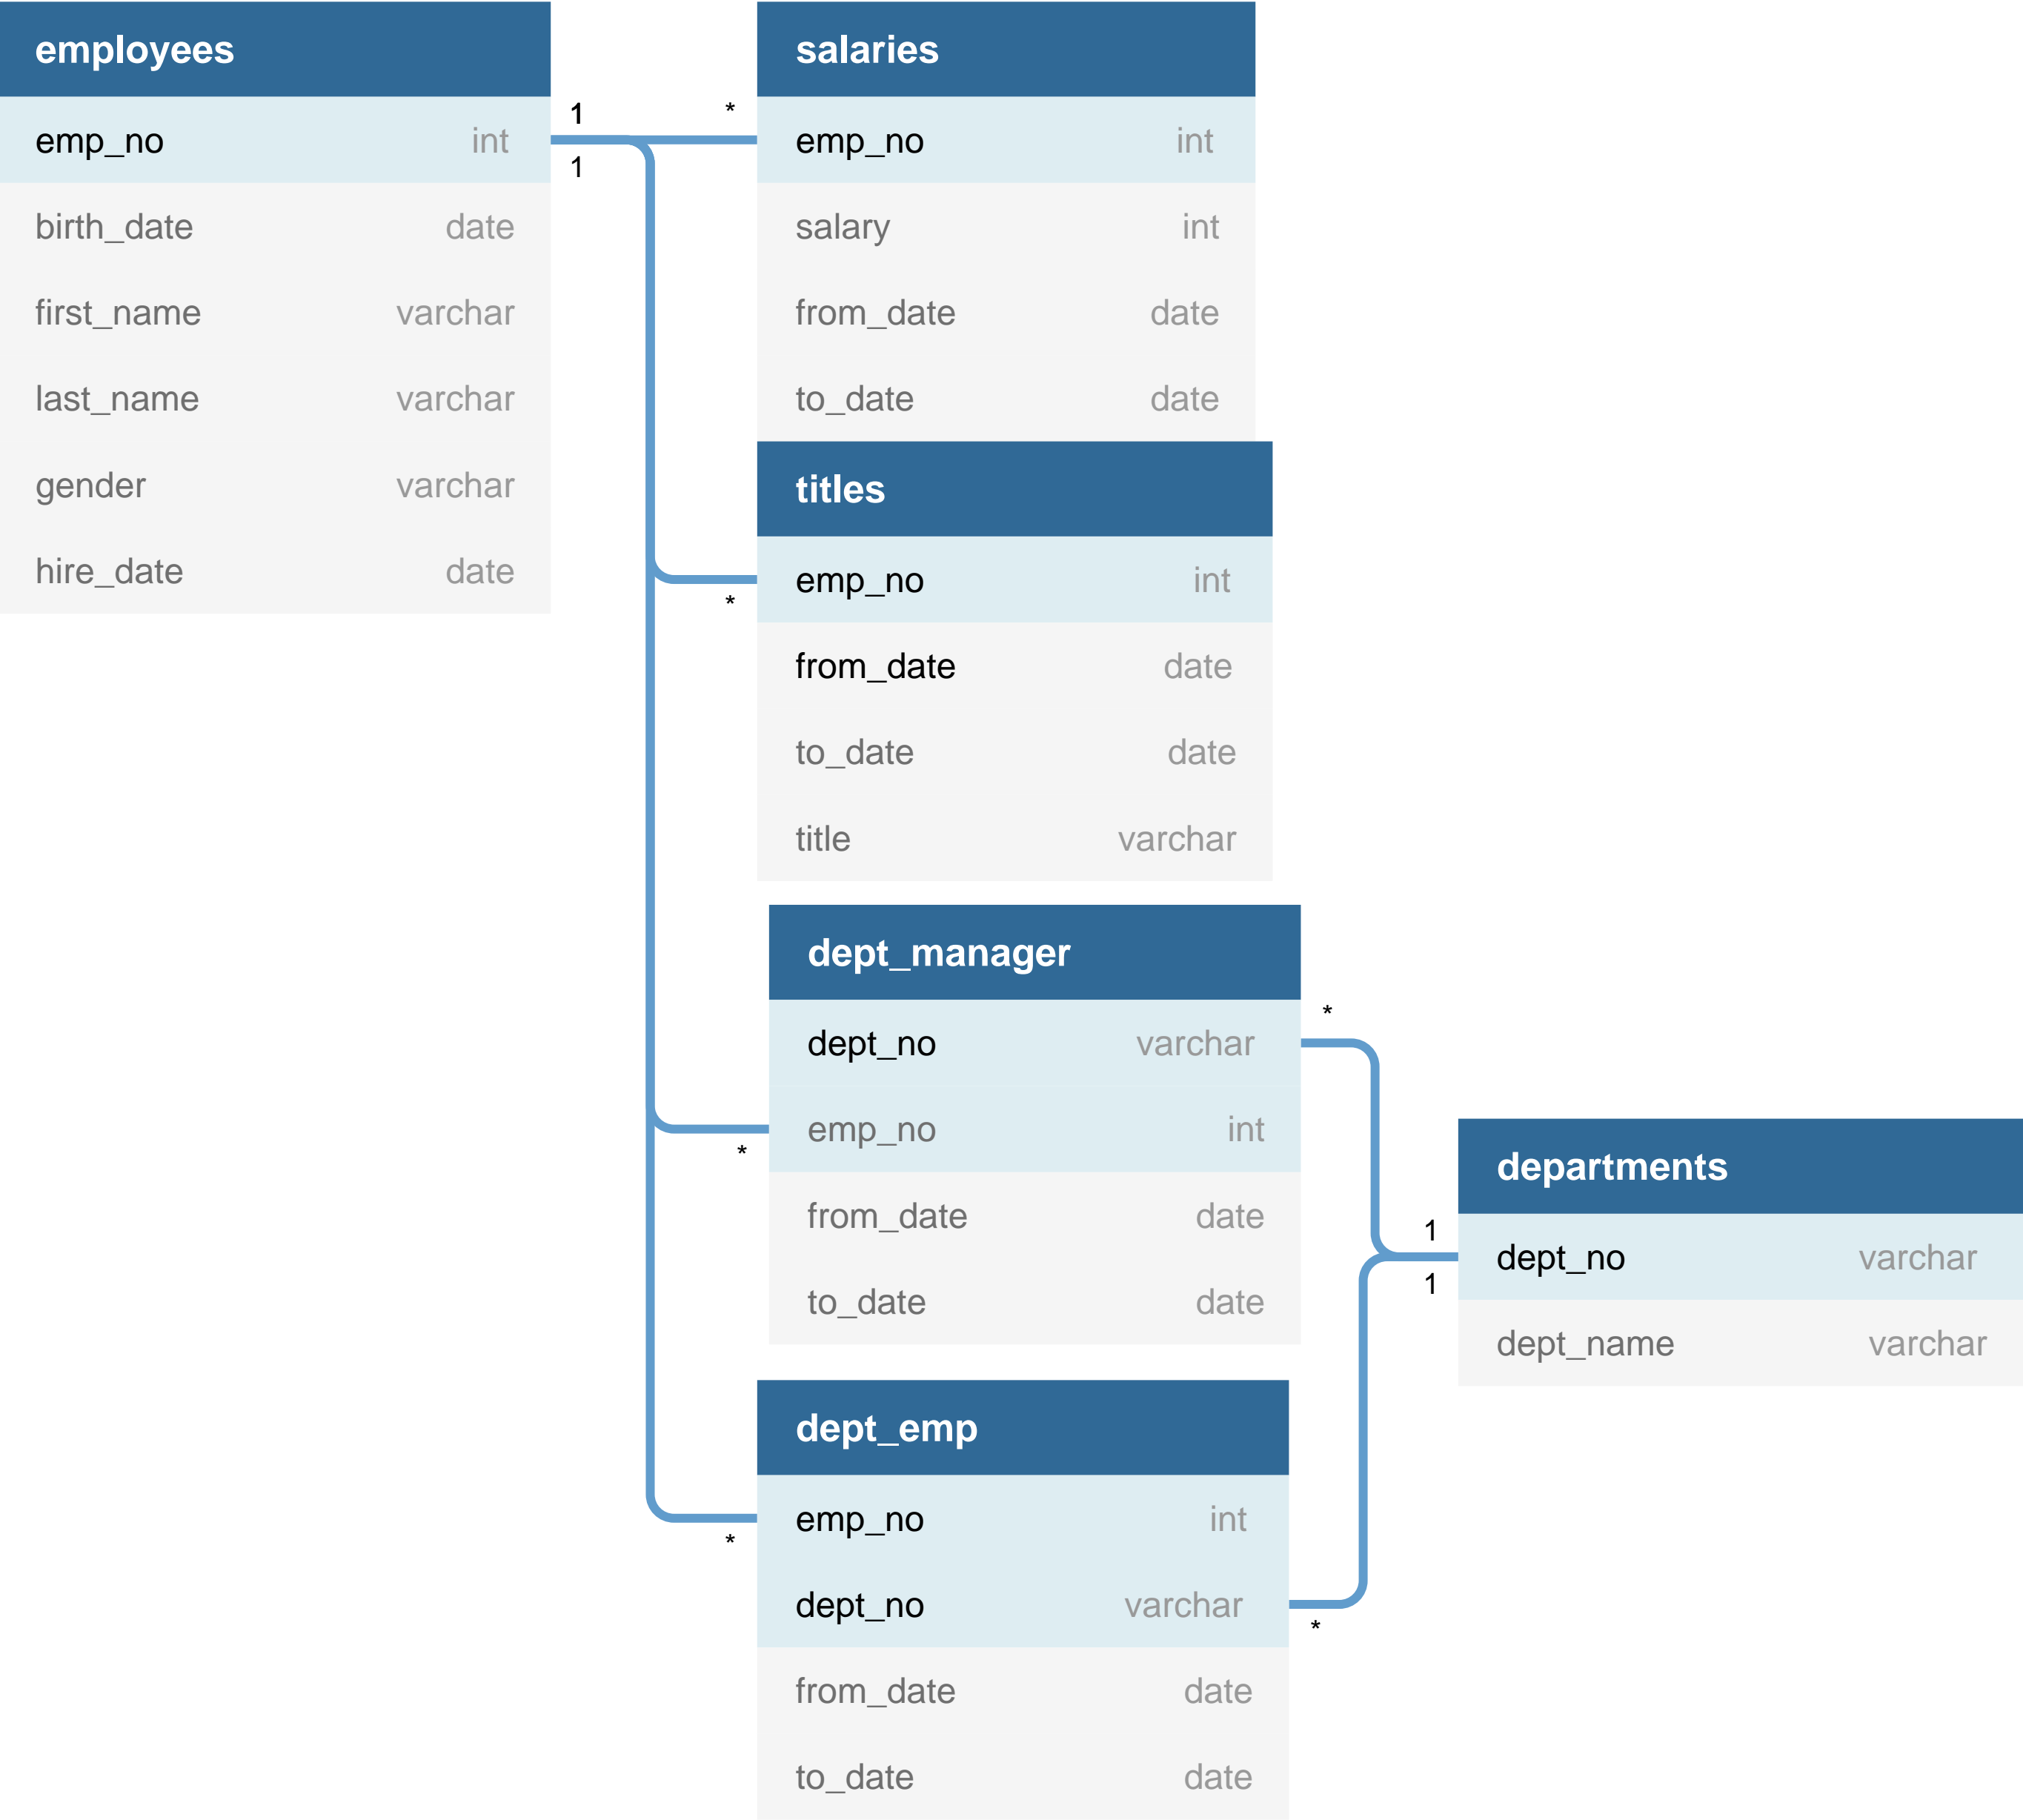 employees
emp_no int
birth_date date
first_name varchar
last_name varchar
gender varchar
hire_date date
1
1
*
salaries
emp_no int
salary int
from_date date
to_date date
titles
emp_no int
*
from_date date
to_date date
title varchar
dept_manager
dept_no varchar
*
emp_no int
*
from_date date
to_date date
departments
1
dept_no varchar
1
dept_name varchar
dept_emp
emp_no int
*
dept_no varchar
*
from_date date
to_date date